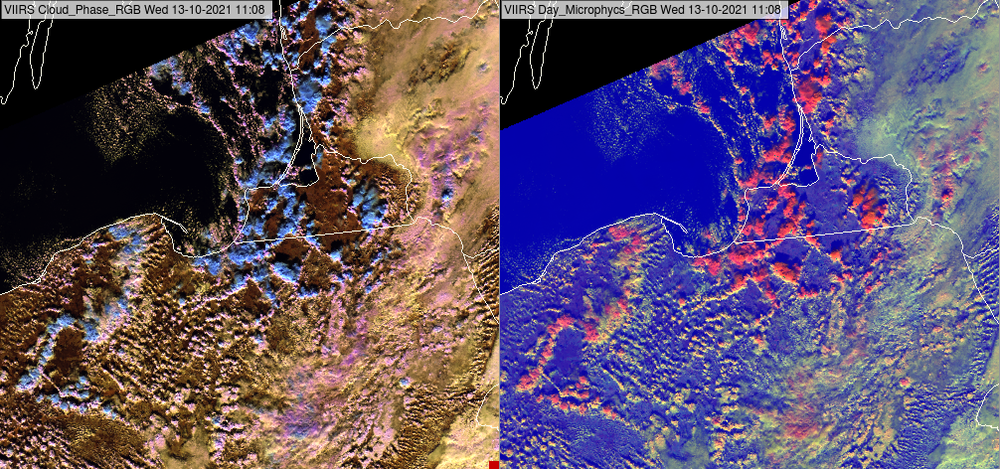 VIIRS Cloud_Phase_RGB Wed 13-10-2021 11:08
VIIRS Day_Microphycs_RGB Wed 13-10-2021 11:08